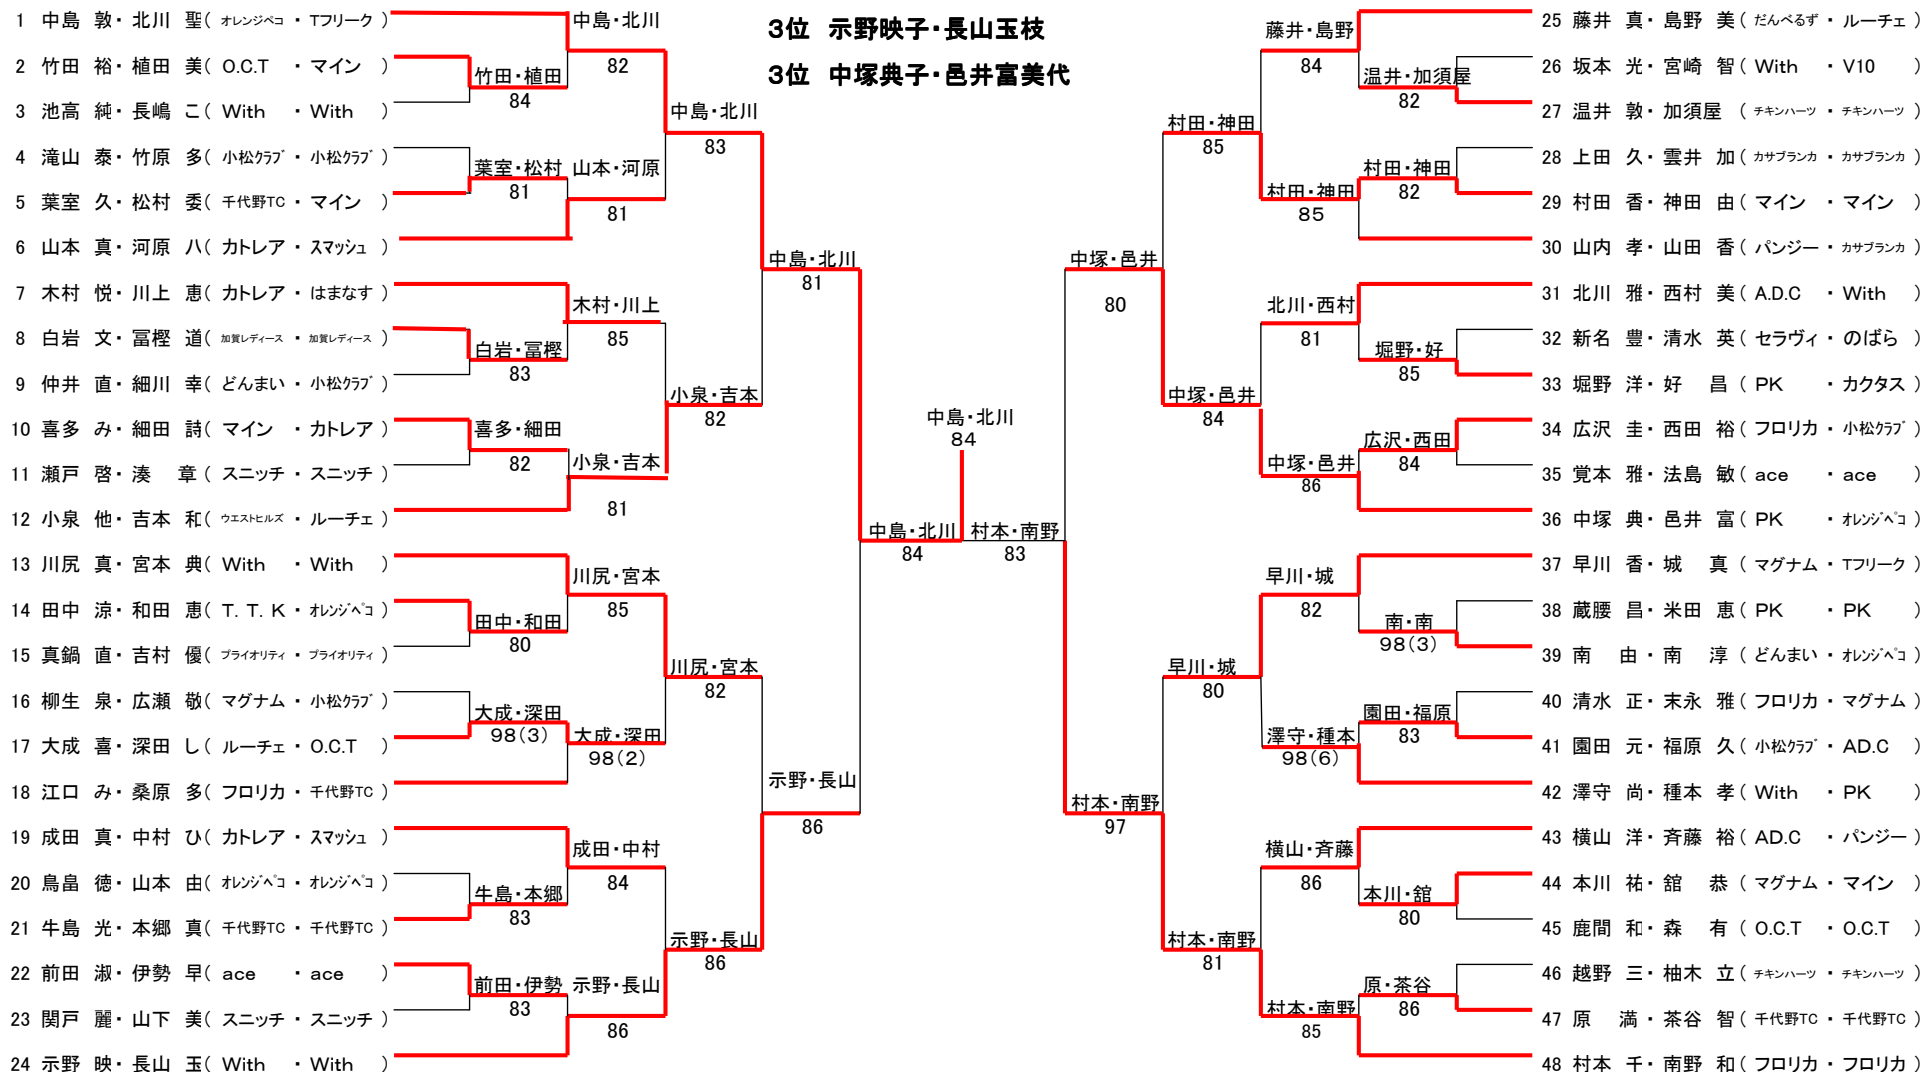 3位 示野映子・長山玉枝
3位 中塚典子・邑井富美代
1 中島 敦・北川 聖( オレンジペコ ・ Tフリーク )
2 竹田 裕・植田 美( O.C.T ・ マイン )
3 池高 純・長嶋 こ( With ・ With )
4 滝山 泰・竹原 多( 小松クラブ ・ 小松クラブ )
5 葉室 久・松村 委( 千代野TC ・ マイン )
6 山本 真・河原 八( カトレア ・ スマッシュ )
7 木村 悦・川上 恵( カトレア ・ はまなす )
8 白岩 文・冨樫 道( 加賀レディース ・ 加賀レディース )
9 仲井 直・細川 幸( どんまい ・ 小松クラブ )
10 喜多 み・細田 詩( マイン ・ カトレア )
11 瀬戸 啓・湊 章( スニッチ ・ スニッチ )
12 小泉 他・吉本 和( ウエストヒルズ ・ ルーチェ )
13 川尻 真・宮本 典( With ・ With )
14 田中 涼・和田 恵( T. T. K ・ オレンジペコ )
15 真鍋 直・吉村 優( プライオリティ ・ プライオリティ )
16 柳生 泉・広瀬 敬( マグナム ・ 小松クラブ )
17 大成 喜・深田 し( ルーチェ ・ O.C.T )
18 江口 み・桑原 多( フロリカ ・ 千代野TC )
19 成田 真・中村 ひ( カトレア ・ スマッシュ )
20 鳥畠 徳・山本 由( オレンジペコ ・ オレンジペコ )
21 牛島 光・本郷 真( 千代野TC ・ 千代野TC )
22 前田 淑・伊勢 早( ace ・ ace )
23 関戸 麗・山下 美( スニッチ ・ スニッチ )
24 示野 映・長山 玉( With ・ With )
竹田・植田
84
葉室・松村
81
白岩・冨樫
83
喜多・細田
82
田中・和田
80
大成・深田
98(3)
牛島・本郷
83
前田・伊勢
83
中島・北川
82
山本・河原
81
木村・川上
85
小泉・吉本
81
川尻・宮本
85
大成・深田
98(2)
成田・中村
84
示野・長山
86
中島・北川
83
小泉・吉本
82
川尻・宮本
82
示野・長山
86
中島・北川
81
示野・長山
86
中島・北川
84
中島・北川
84
村本・南野
83
中塚・邑井
80
村本・南野
97
村田・神田
85
中塚・邑井
84
早川・城
80
村本・南野
81
藤井・島野
84
村田・神田
85
北川・西村
81
中塚・邑井
86
早川・城
82
澤守・種本
98(6)
横山・斉藤
86
村本・南野
85
温井・加須屋
82
村田・神田
82
堀野・好
85
広沢・西田
84
南・南
98(3)
園田・福原
83
本川・舘
80
原・茶谷
86
25 藤井 真・島野 美( だんべるず ・ ルーチェ )
26 坂本 光・宮崎 智( With ・ V10 )
27 温井 敦・加須屋 ( チキンハーツ ・ チキンハーツ )
28 上田 久・雲井 加( カサブランカ ・ カサブランカ )
29 村田 香・神田 由( マイン ・ マイン )
30 山内 孝・山田 香( パンジー ・ カサブランカ )
31 北川 雅・西村 美( A.D.C ・ With )
32 新名 豊・清水 英( セラヴィ ・ のばら )
33 堀野 洋・好 昌( PK ・ カクタス )
34 広沢 圭・西田 裕( フロリカ ・ 小松クラブ )
35 覚本 雅・法島 敏( ace ・ ace )
36 中塚 典・邑井 富( PK ・ オレンジペコ )
37 早川 香・城 真 ( マグナム ・ Tフリーク )
38 蔵腰 昌・米田 恵( PK ・ PK )
39 南 由・南 淳( どんまい ・ オレンジペコ )
40 清水 正・末永 雅( フロリカ ・ マグナム )
41 園田 元・福原 久( 小松クラブ ・ AD.C )
42 澤守 尚・種本 孝( With ・ PK )
43 横山 洋・斉藤 裕( AD.C ・ パンジー )
44 本川 祐・舘 恭( マグナム ・ マイン )
45 鹿間 和・森 有 ( O.C.T ・ O.C.T )
46 越野 三・柚木 立( チキンハーツ ・ チキンハーツ )
47 原 満・茶谷 智( 千代野TC ・ 千代野TC )
48 村本 千・南野 和( フロリカ ・ フロリカ )